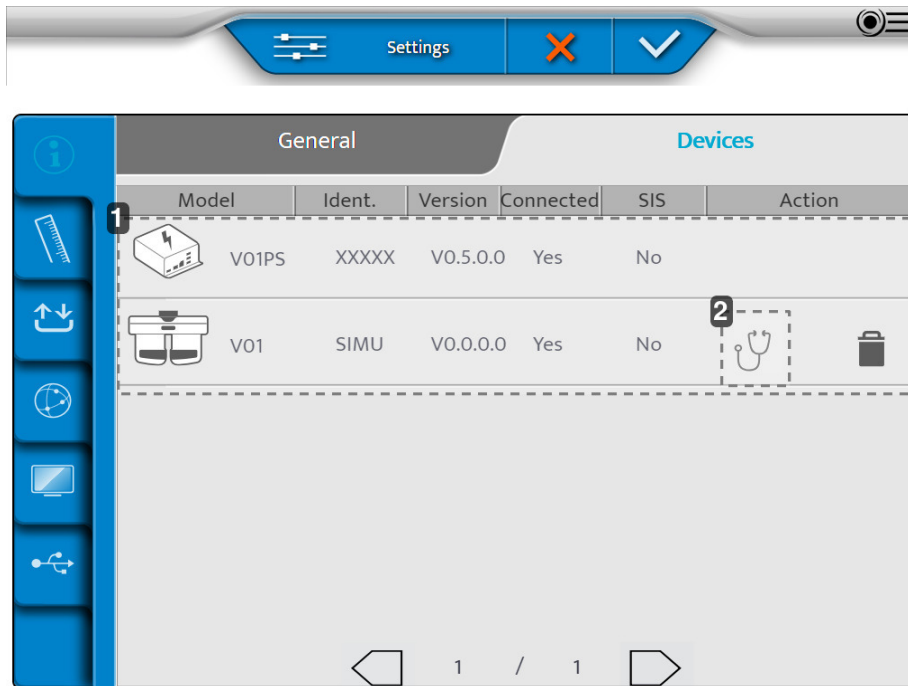 Settings
General Devices
Model Ident. Version Connected SIS Action
1
V01PS XXXXX V0.5.0.0 Yes No
2
V01 SIMU V0.0.0.0 Yes No
1 / 1